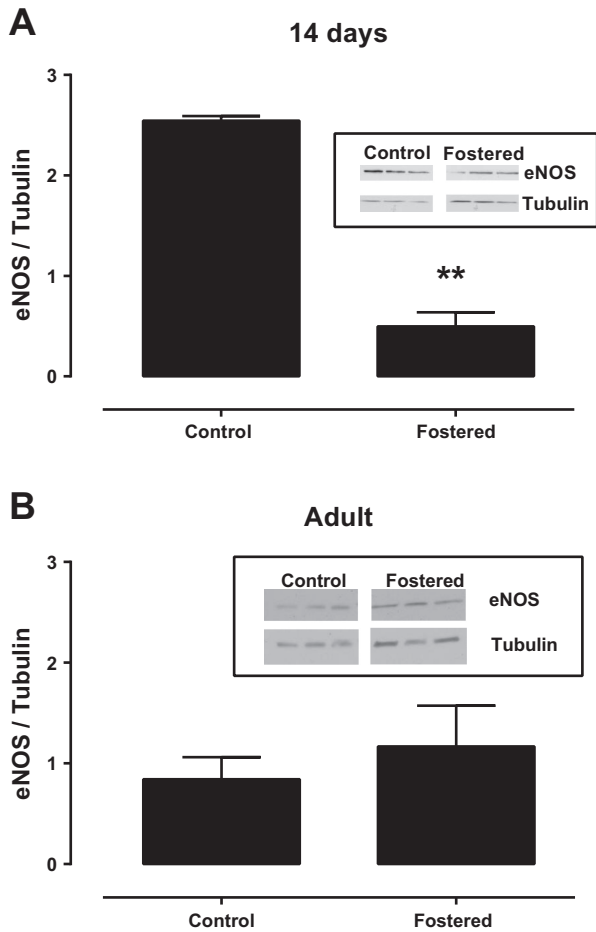 A
14 days
3
2
1
0
eNOS / Tubulin
Control Fostered
eNOS
Tubulin
**
Control Fostered
B
Adult
3
2
1
0
eNOS / Tubulin
Control Fostered
eNOS
Tubulin
Control Fostered